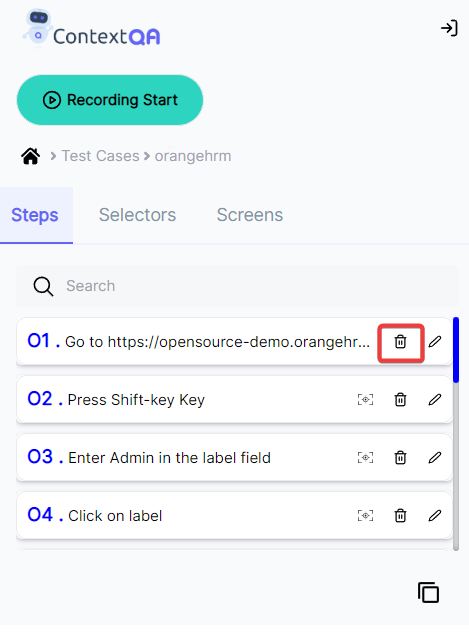 ContextQA
Recording Start
Test Cases orangehrm
Steps Selectors Screens
Search
01. Go to https://opensource-demo.orangehr...
02. Press Shift-key Key
03. Enter Admin in the label field
04. Click on label